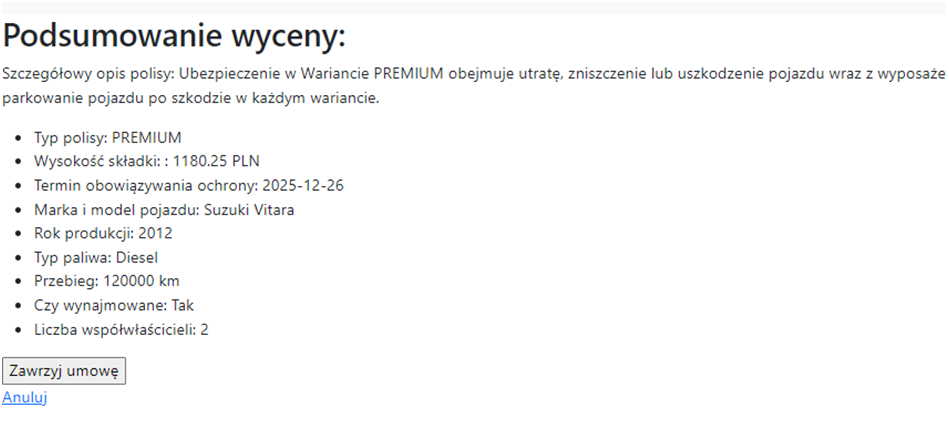 Podsumowanie wyceny:
Szczegółowy opis polisy: Ubezpieczenie w Wariancie PREMIUM obejmuje utratę, zniszczenie lub uszkodzenie pojazdu wraz z wyposaże
parkowanie pojazdu po szkodzie w każdym wariancie.
• Typ polisy: PREMIUM
• Wysokość składki: : 1180.25 PLN
• Termin obowiązywania ochrony: 2025-12-26
• Marka i model pojazdu: Suzuki Vitara
• Rok produkcji: 2012
• Typ paliwa: Diesel
• Przebieg: 120000 km
• Czy wynajmowane: Tak
• Liczba współwłaścicieli: 2
Zawrzyj umowę
Anuluj